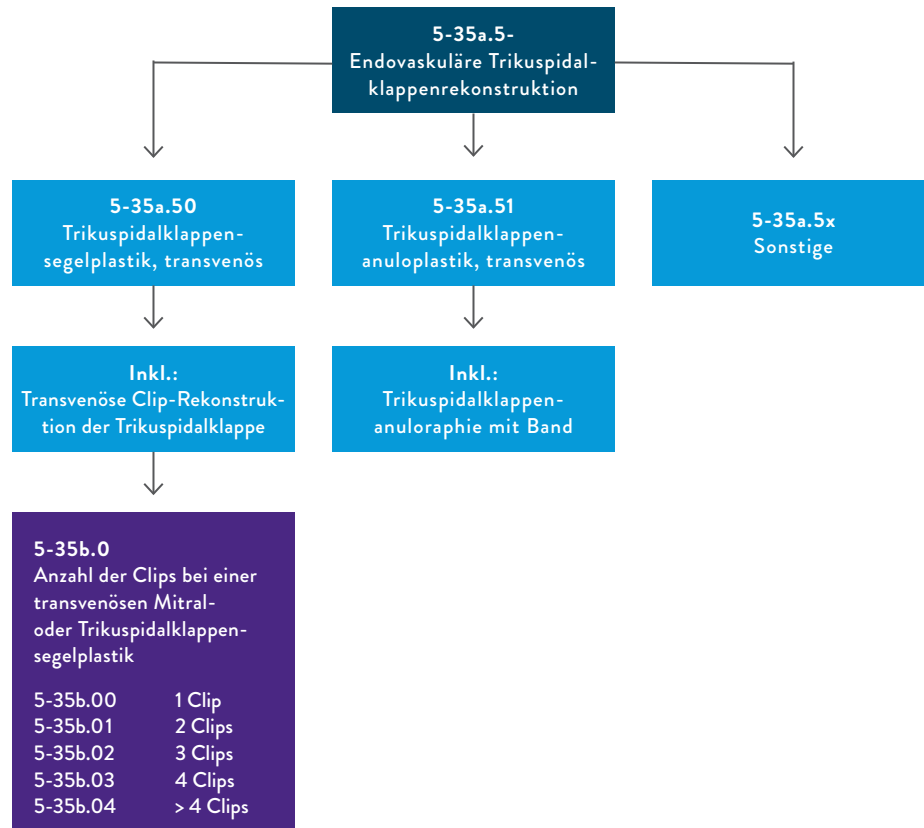 5-35a.5-
Endovaskuläre Trikuspidal-
klappenrekonstruktion
5-35a.50
Trikuspidalklappen-
segelplastik, transvenös
5-35a.51
Trikuspidalklappen-
anuloplastik, transvenös
5-35a.5x
Sonstige
Inkl.:
Transvenöse Clip-Rekonstruk-
tion der Trikuspidalklappe
Inkl.:
Trikuspidalklappen-
anuloraphie mit Band
5-35b.0
Anzahl der Clips bei einer
transvenösen Mitral-
oder Trikuspidalklappen-
segelplastik
5-35b.00 1 Clip
5-35b.01 2 Clips
5-35b.02 3 Clips
5-35b.03 4 Clips
5-35b.04 > 4 Clips